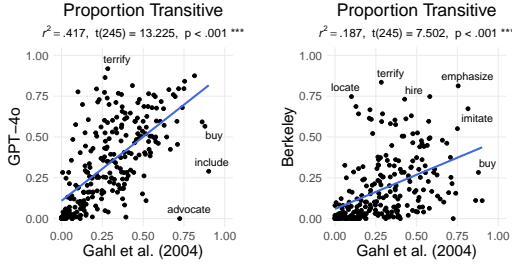 Proportion Transitive
r² = .417, t(245) = 13.225, p < .001 ***
1.00
0.75
0.50
0.25
0.00
GPT−4o
terrify
buy
include
advocate
0.00 0.25 0.50 0.75 1.00
Gahl et al. (2004)
Proportion Transitive
r² = .187, t(245) = 7.502, p < .001 ***
1.00
0.75
0.50
0.25
0.00
Berkeley
terrify
emphasize
locate
hire
imitate
buy
0.00 0.25 0.50 0.75 1.00
Gahl et al. (2004)